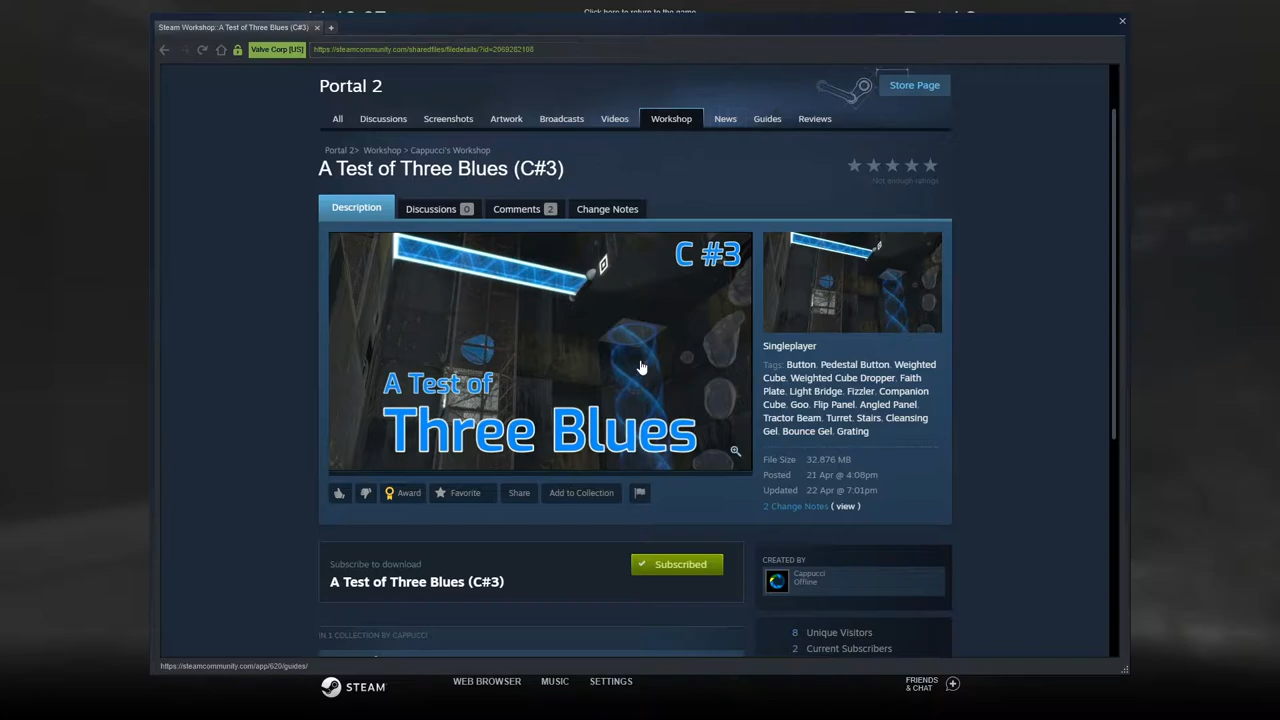 Click here to return to the game
Steam Workshop::A Test of Three Blues (C#3)
Valve Corp [US]
https://steamcommunity.com/sharedfiles/filedetails/?id=2069282108
Portal 2
Store Page
All Discussions Screenshots Artwork Broadcasts Videos Workshop News Guides Reviews
Portal 2> Workshop > Cappucci's Workshop
A Test of Three Blues (C#3)
Not enough ratings
Description Discussions 0 Comments 2 Change Notes
C #3
A Test of
Three Blues
Singleplayer
Tags: Button, Pedestal Button, Weighted
Cube, Weighted Cube Dropper, Faith
Plate, Light Bridge, Fizzler, Companion
Cube, Goo, Flip Panel, Angled Panel,
Tractor Beam, Turret, Stairs, Cleansing
Gel, Bounce Gel, Grating
File Size 32.876 MB
Posted 21 Apr @ 4:08pm
Updated 22 Apr @ 7:01pm
2 Change Notes ( view )
Award Favorite Share Add to Collection
Subscribe to download
A Test of Three Blues (C#3)
Subscribed
CREATED BY
Cappucci
Offline
IN 1 COLLECTION BY CAPPUCCI
8 Unique Visitors
2 Current Subscribers
https://steamcommunity.com/app/620/guides/
STEAM
WEB BROWSER MUSIC SETTINGS
FRIENDS
& CHAT